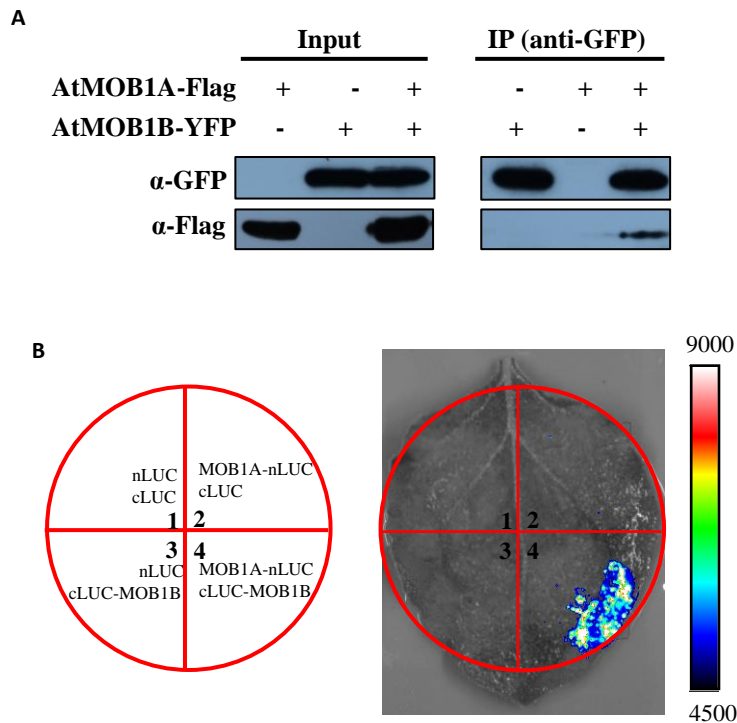 A
Input IP (anti-GFP)
AtMOB1A-Flag + - + - + +
AtMOB1B-YFP - + + + - +
α-GFP
α-Flag
B
nLUC
cLUC
1
MOB1A-nLUC
cLUC
2
3
nLUC
cLUC-MOB1B
4
MOB1A-nLUC
cLUC-MOB1B
1 2
3 4
9000
4500